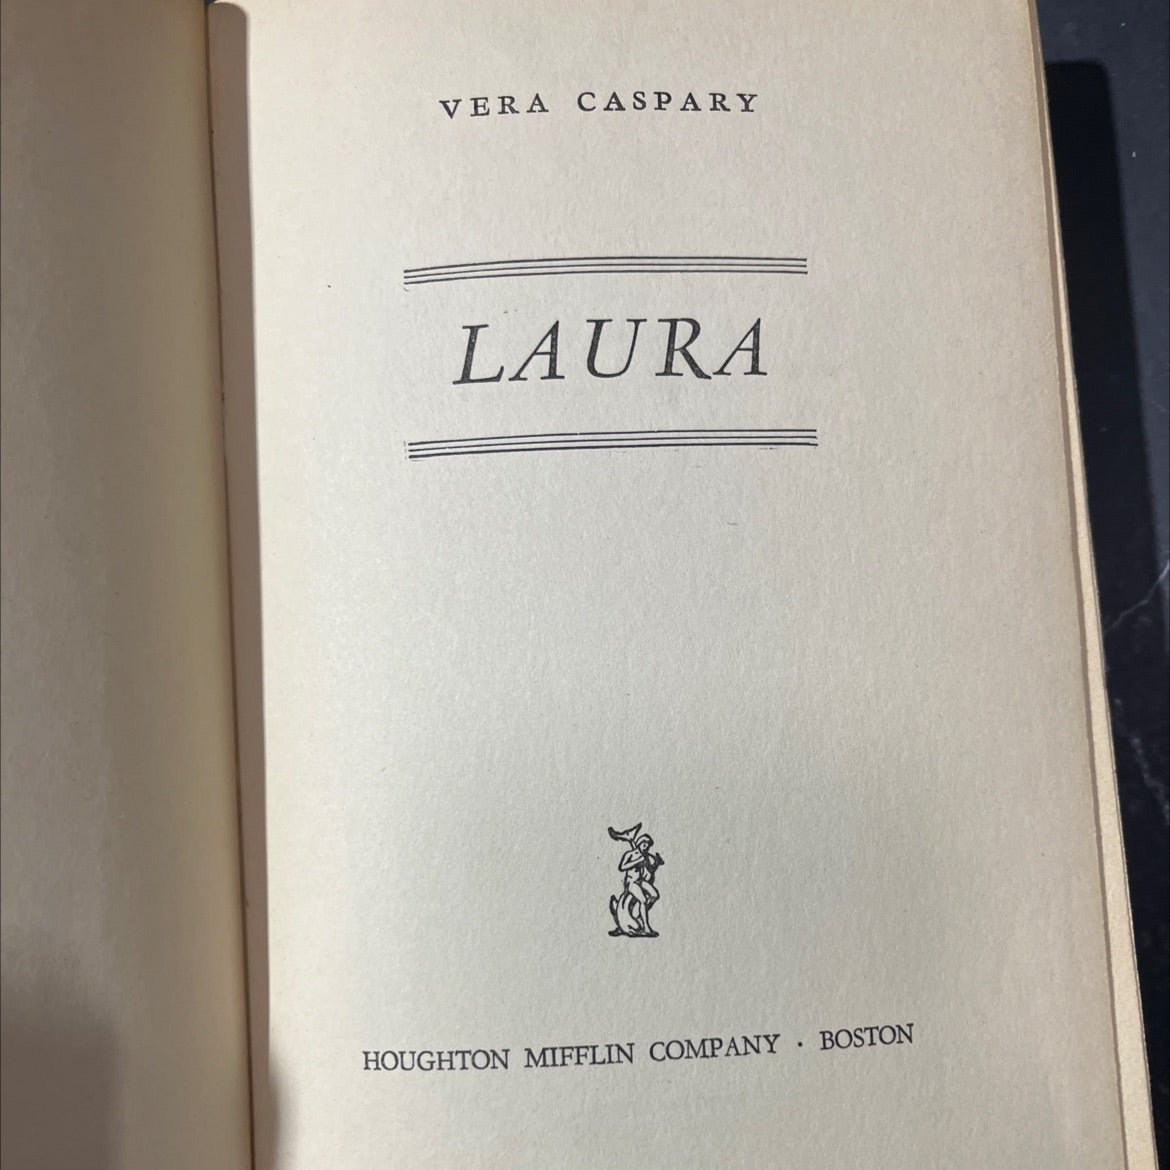 VERA CASPARY
LAURA
HOUGHTON MIFFLIN COMPANY · BOSTON